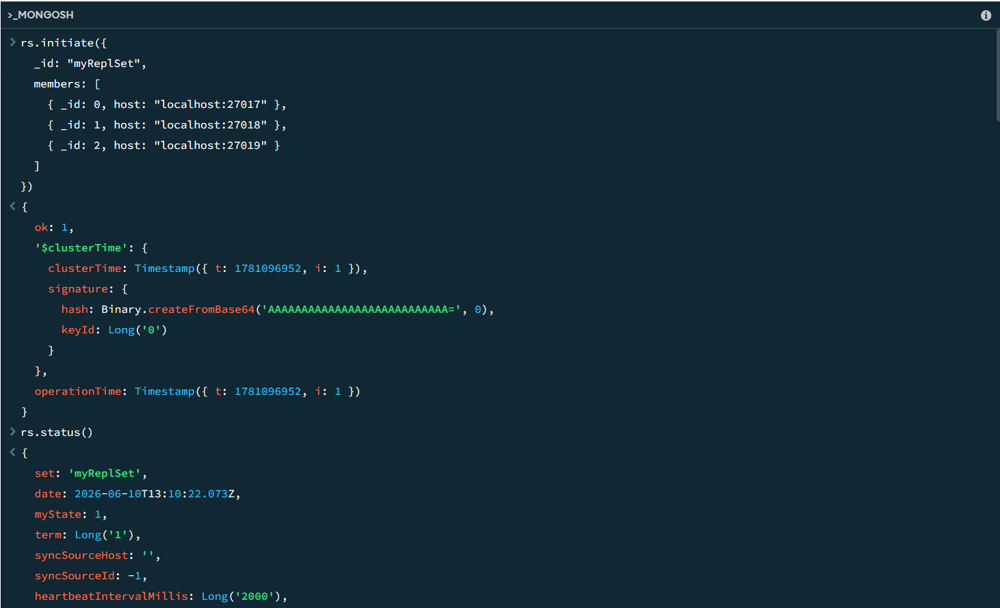 >_MONGOSH
rs.initiate({
_id: "myReplSet",
members: [
{ _id: 0, host: "localhost:27017" },
{ _id: 1, host: "localhost:27018" },
{ _id: 2, host: "localhost:27019" }
]
})
{
ok: 1,
'$clusterTime': {
clusterTime: Timestamp({ t: 1781096952, i: 1 }),
signature: {
hash: Binary.createFromBase64('AAAAAAAAAAAAAAAAAAAAAAAAAAA=', 0),
keyId: Long('0')
}
},
operationTime: Timestamp({ t: 1781096952, i: 1 })
}
rs.status()
{
set: 'myReplSet',
date: 2026-06-10T13:10:22.073Z,
myState: 1,
term: Long('1'),
syncSourceHost: '',
syncSourceId: -1,
heartbeatIntervalMillis: Long('2000'),